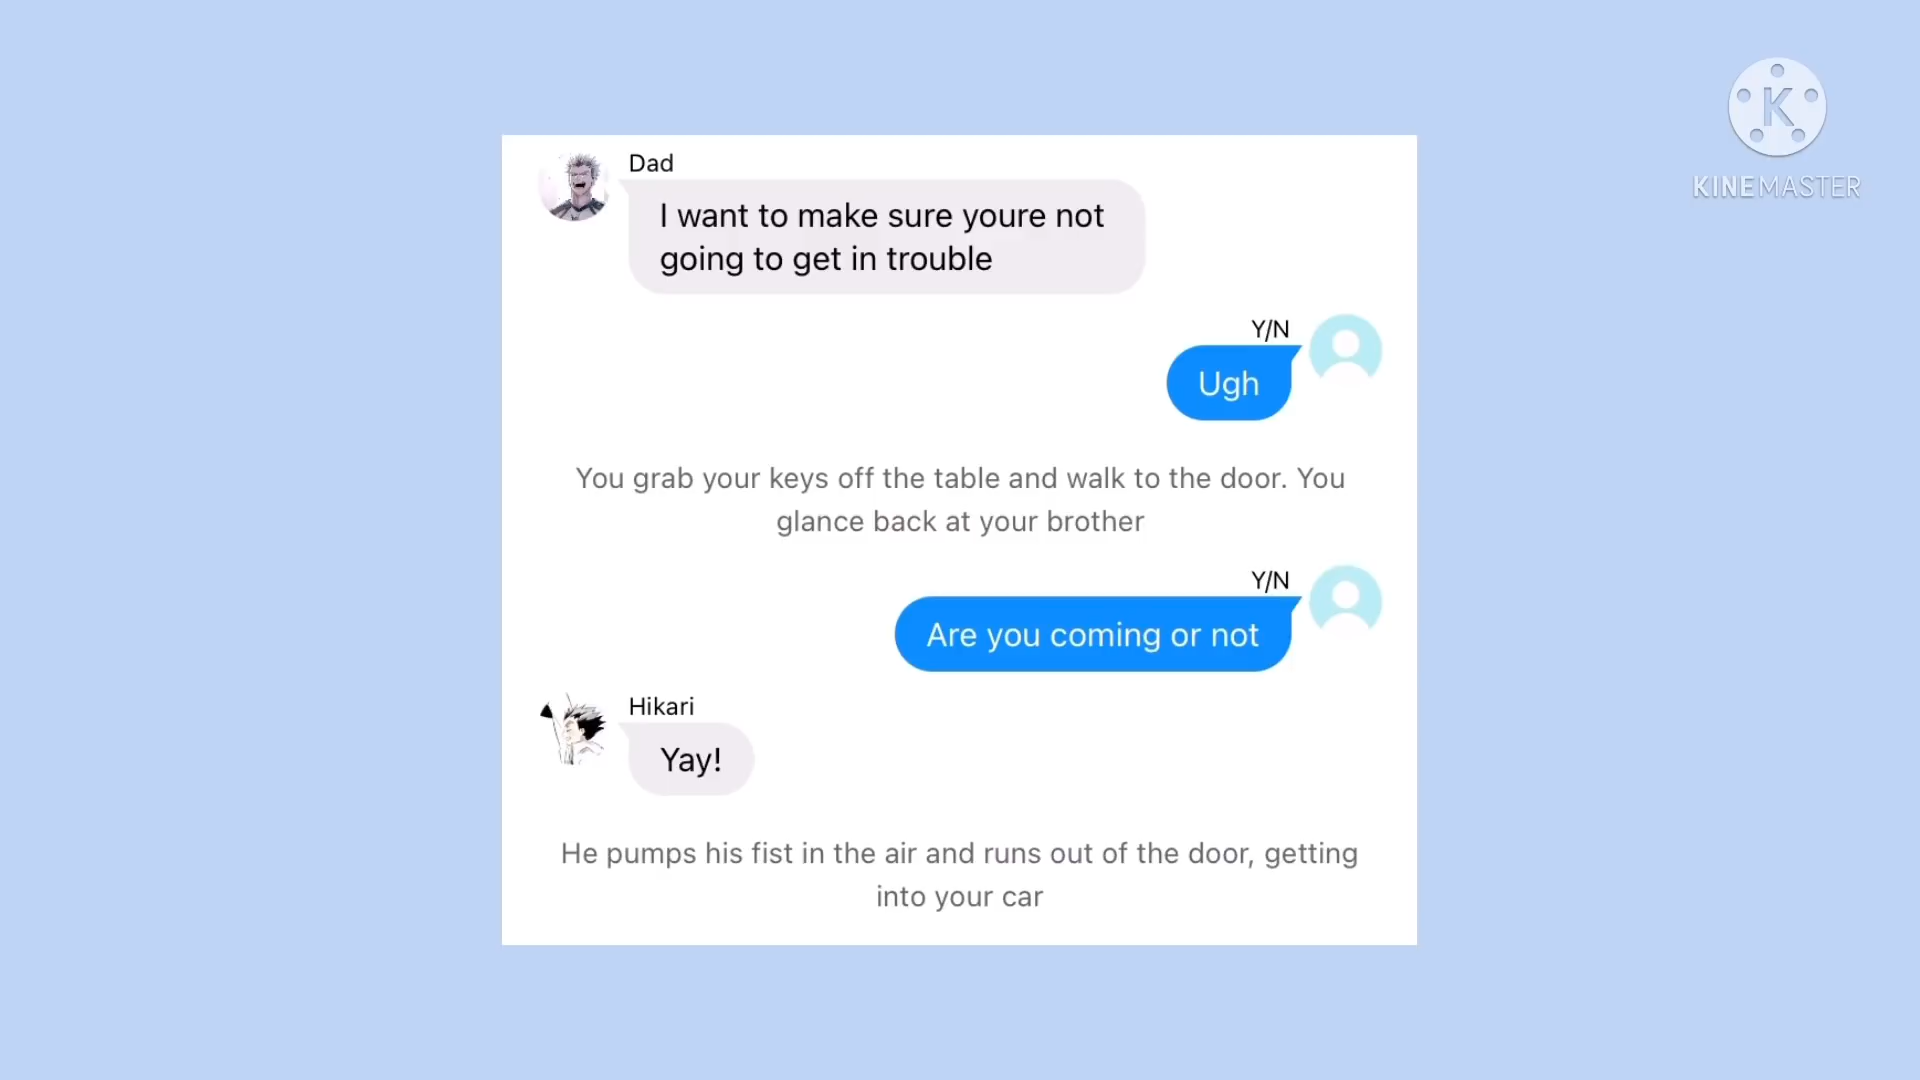 Dad
I want to make sure youre not
going to get in trouble
Y/N
Ugh
You grab your keys off the table and walk to the door. You
glance back at your brother
Y/N
Are you coming or not
Hikari
Yay!
He pumps his fist in the air and runs out of the door, getting
into your car
K
KINEMASTER